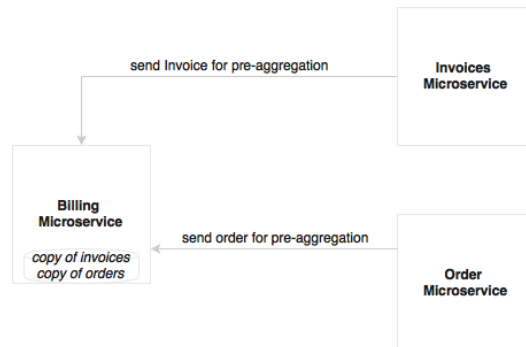 send Invoice for pre-aggregation
Invoices
Microservice
Billing
Microservice
copy of invoices
copy of orders
send order for pre-aggregation
Order
Microservice